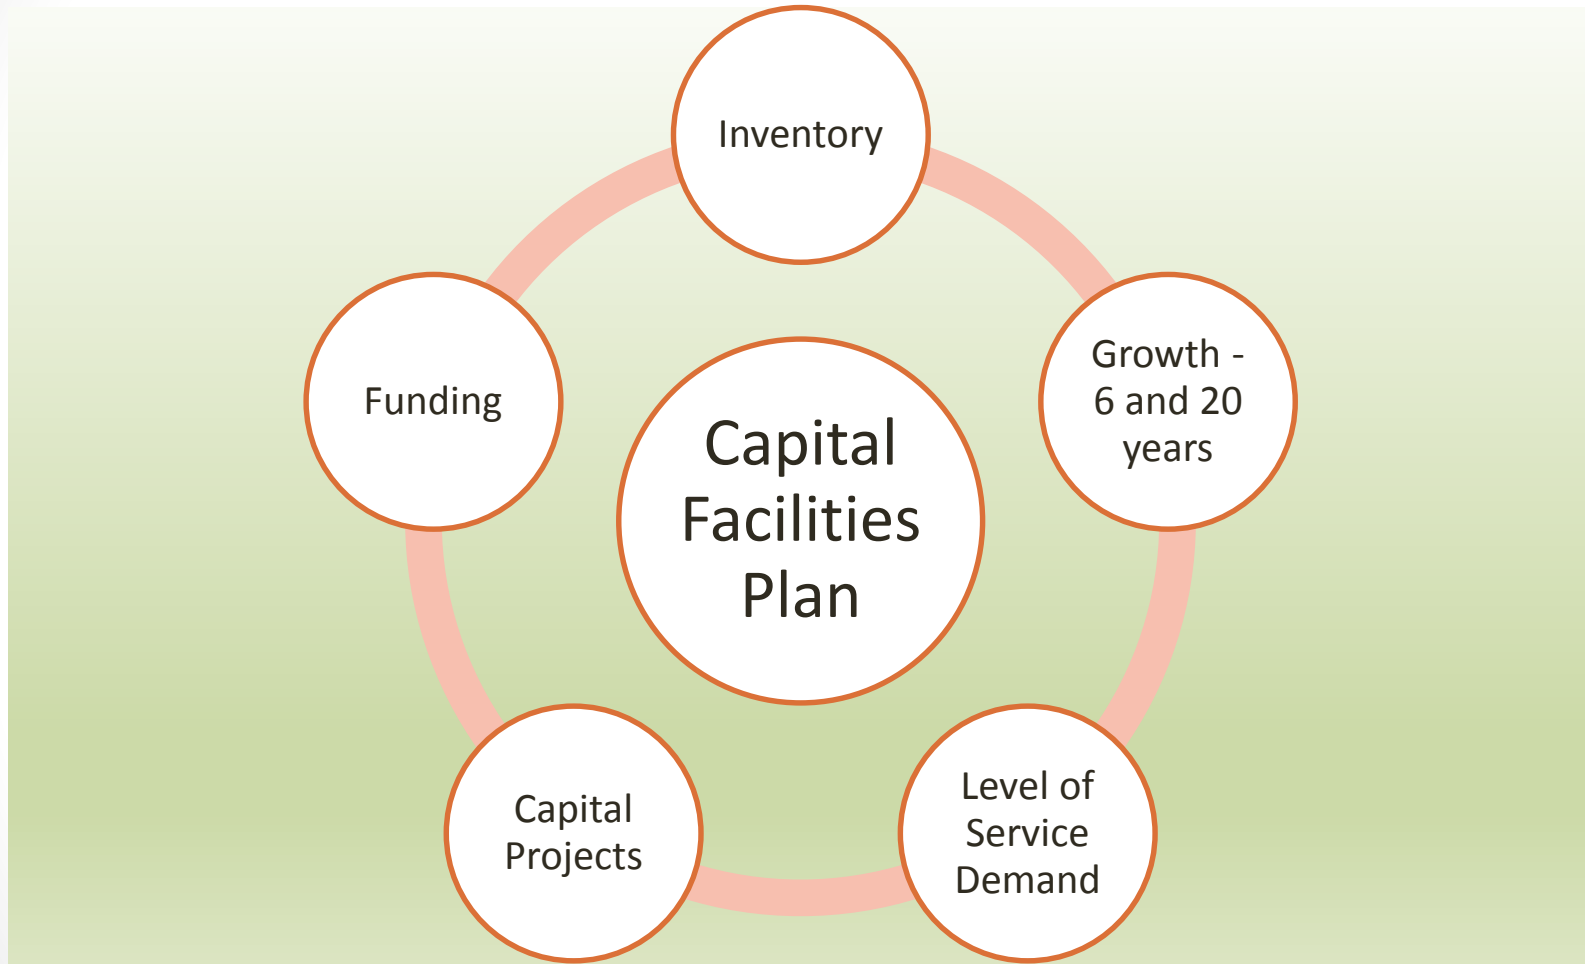 Inventory
Growth -
6 and 20
years
Level of
Service
Demand
Capital
Projects
Funding
Capital
Facilities
Plan